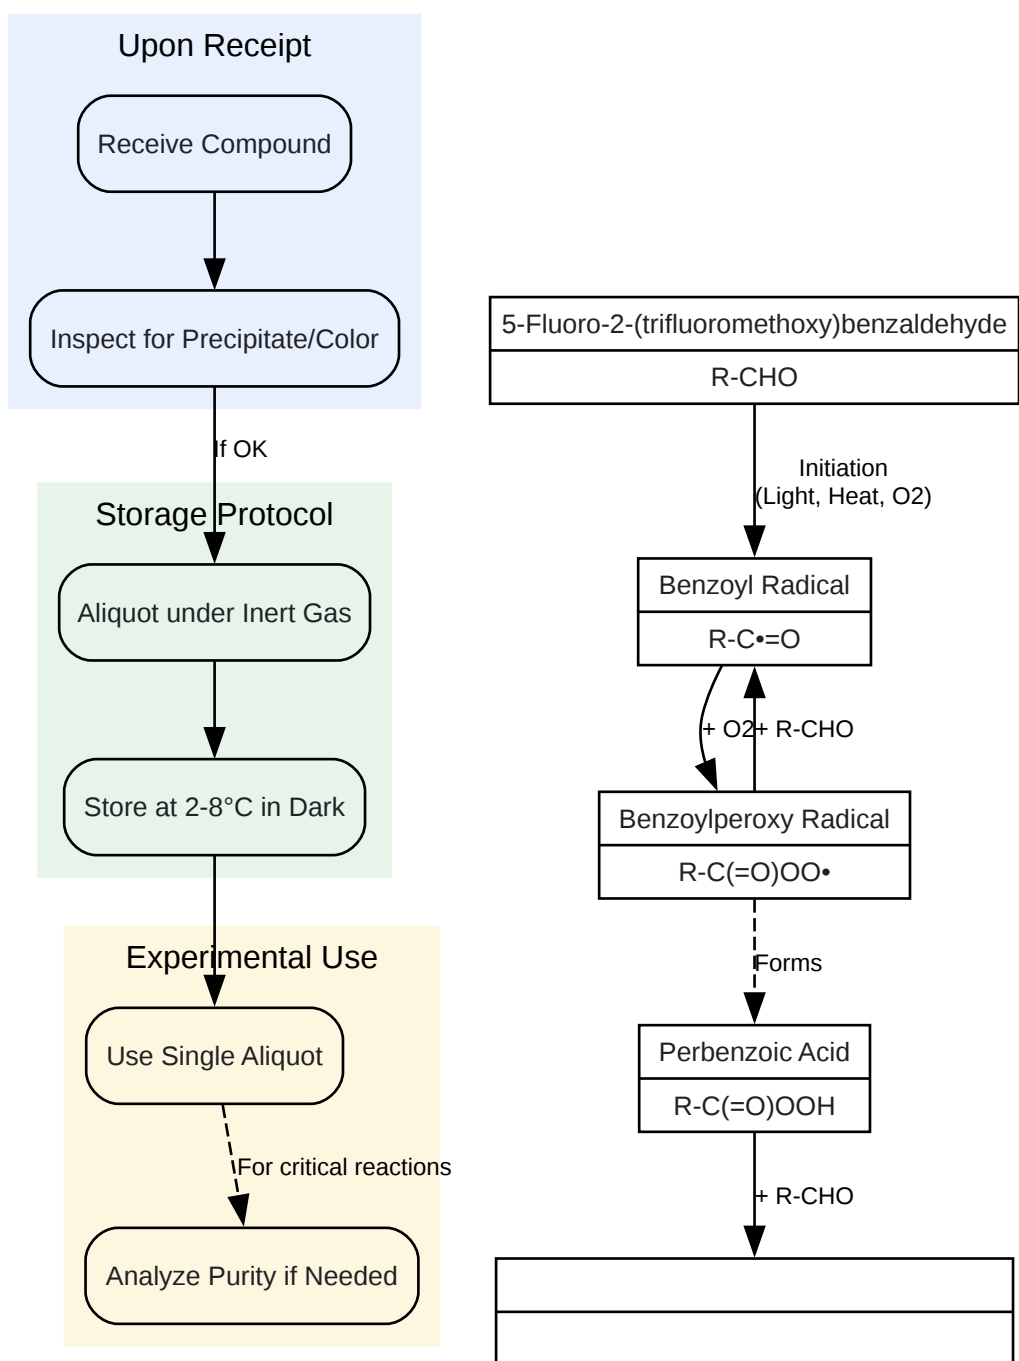 Upon Receipt
Receive Compound
Inspect for Precipitate/Color
If OK
Storage Protocol
Aliquot under Inert Gas
Store at 2-8°C in Dark
Experimental Use
Use Single Aliquot
For critical reactions
Analyze Purity if Needed
5-Fluoro-2-(trifluoromethoxy)benzaldehyde
R-CHO
Initiation
(Light, Heat, O2)
Benzoyl Radical
R-C•=O
+ O2
+ R-CHO
Benzoylperoxy Radical
R-C(=O)OO•
Forms
Perbenzoic Acid
R-C(=O)OOH
+ R-CHO